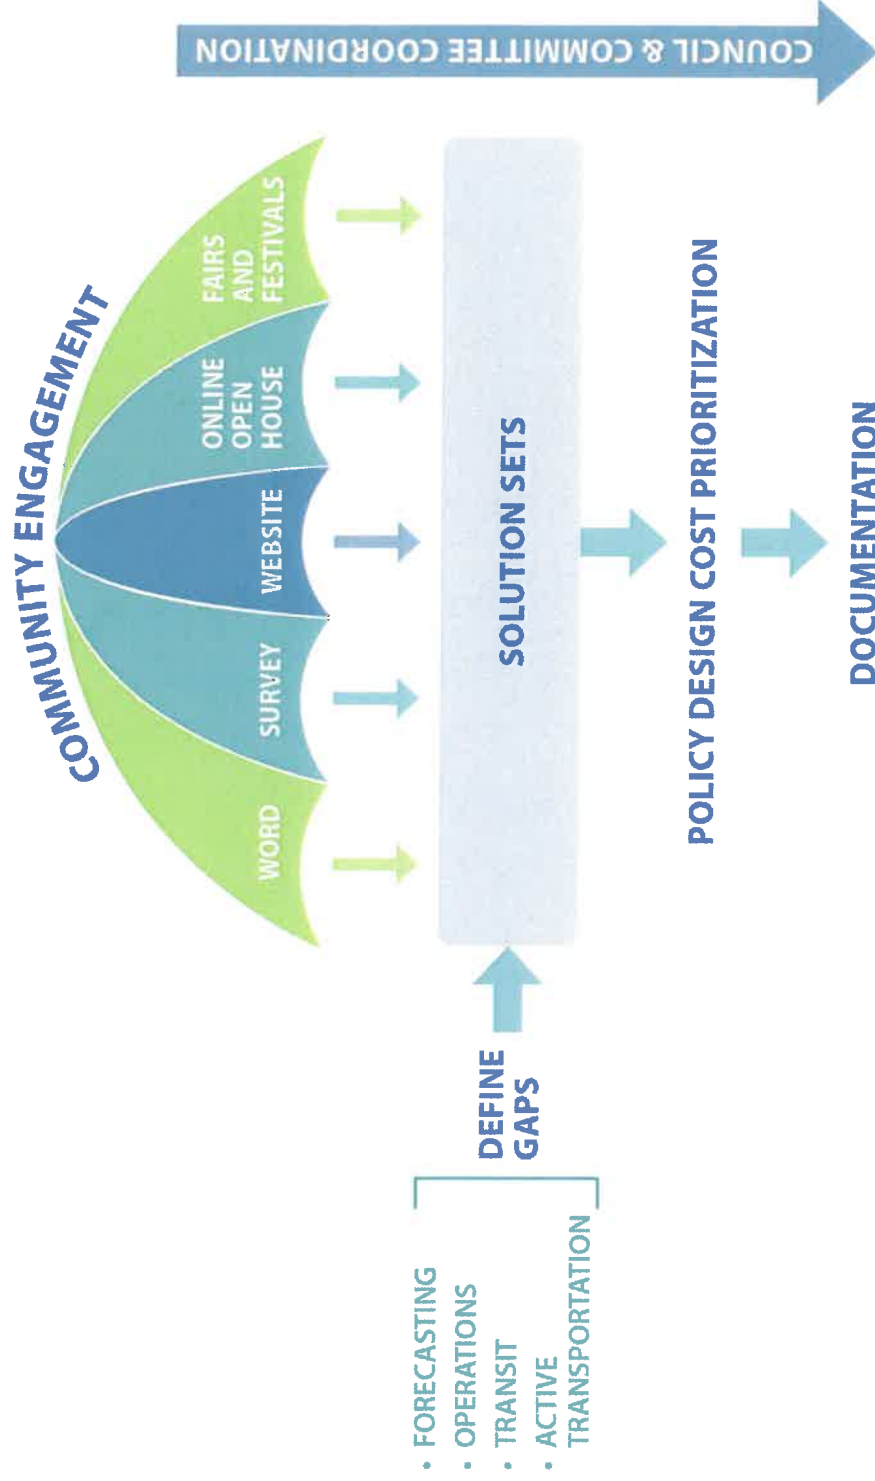 COMMUNITY ENGAGEMENT
WORD
SURVEY
WEBSITE
ONLINE
OPEN
HOUSE
FAIRS
AND
FESTIVALS
COUNCIL & COMMITTEE COORDINATION
• FORECASTING
• OPERATIONS
• TRANSIT
• ACTIVE
TRANSPORTATION
DEFINE
GAPS
SOLUTION SETS
POLICY DESIGN COST PRIORITIZATION
DOCUMENTATION